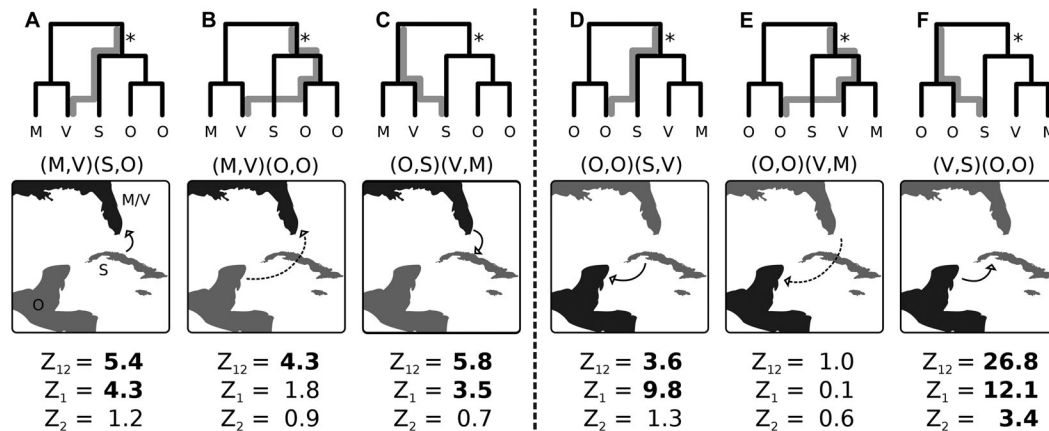 A B C D E F
* * * * * *
M V S O O M V S O O M V S O O O O S V M O O S V M O O S V M
(M,V)(S,O) (M,V)(O,O) (O,S)(V,M) (O,O)(S,V) (O,O)(V,M) (V,S)(O,O)
M/V
S
O
Z12 = 5.4 Z12 = 4.3 Z12 = 5.8 Z12 = 3.6 Z12 = 1.0 Z12 = 26.8
Z1 = 4.3 Z1 = 1.8 Z1 = 3.5 Z1 = 9.8 Z1 = 0.1 Z1 = 12.1
Z2 = 1.2 Z2 = 0.9 Z2 = 0.7 Z2 = 1.3 Z2 = 0.6 Z2 = 3.4